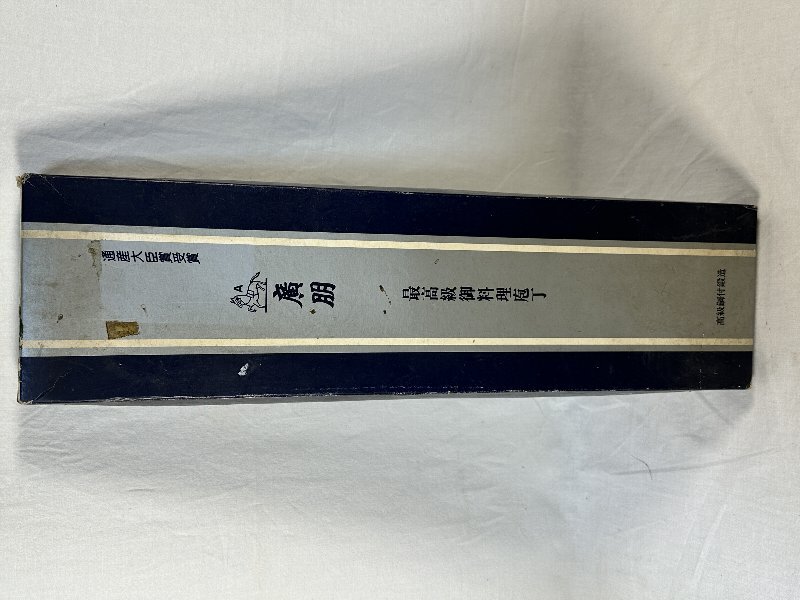 通産大臣賞受賞
A
廣朋
最高級御料理庖丁
高級鋼付鍛造